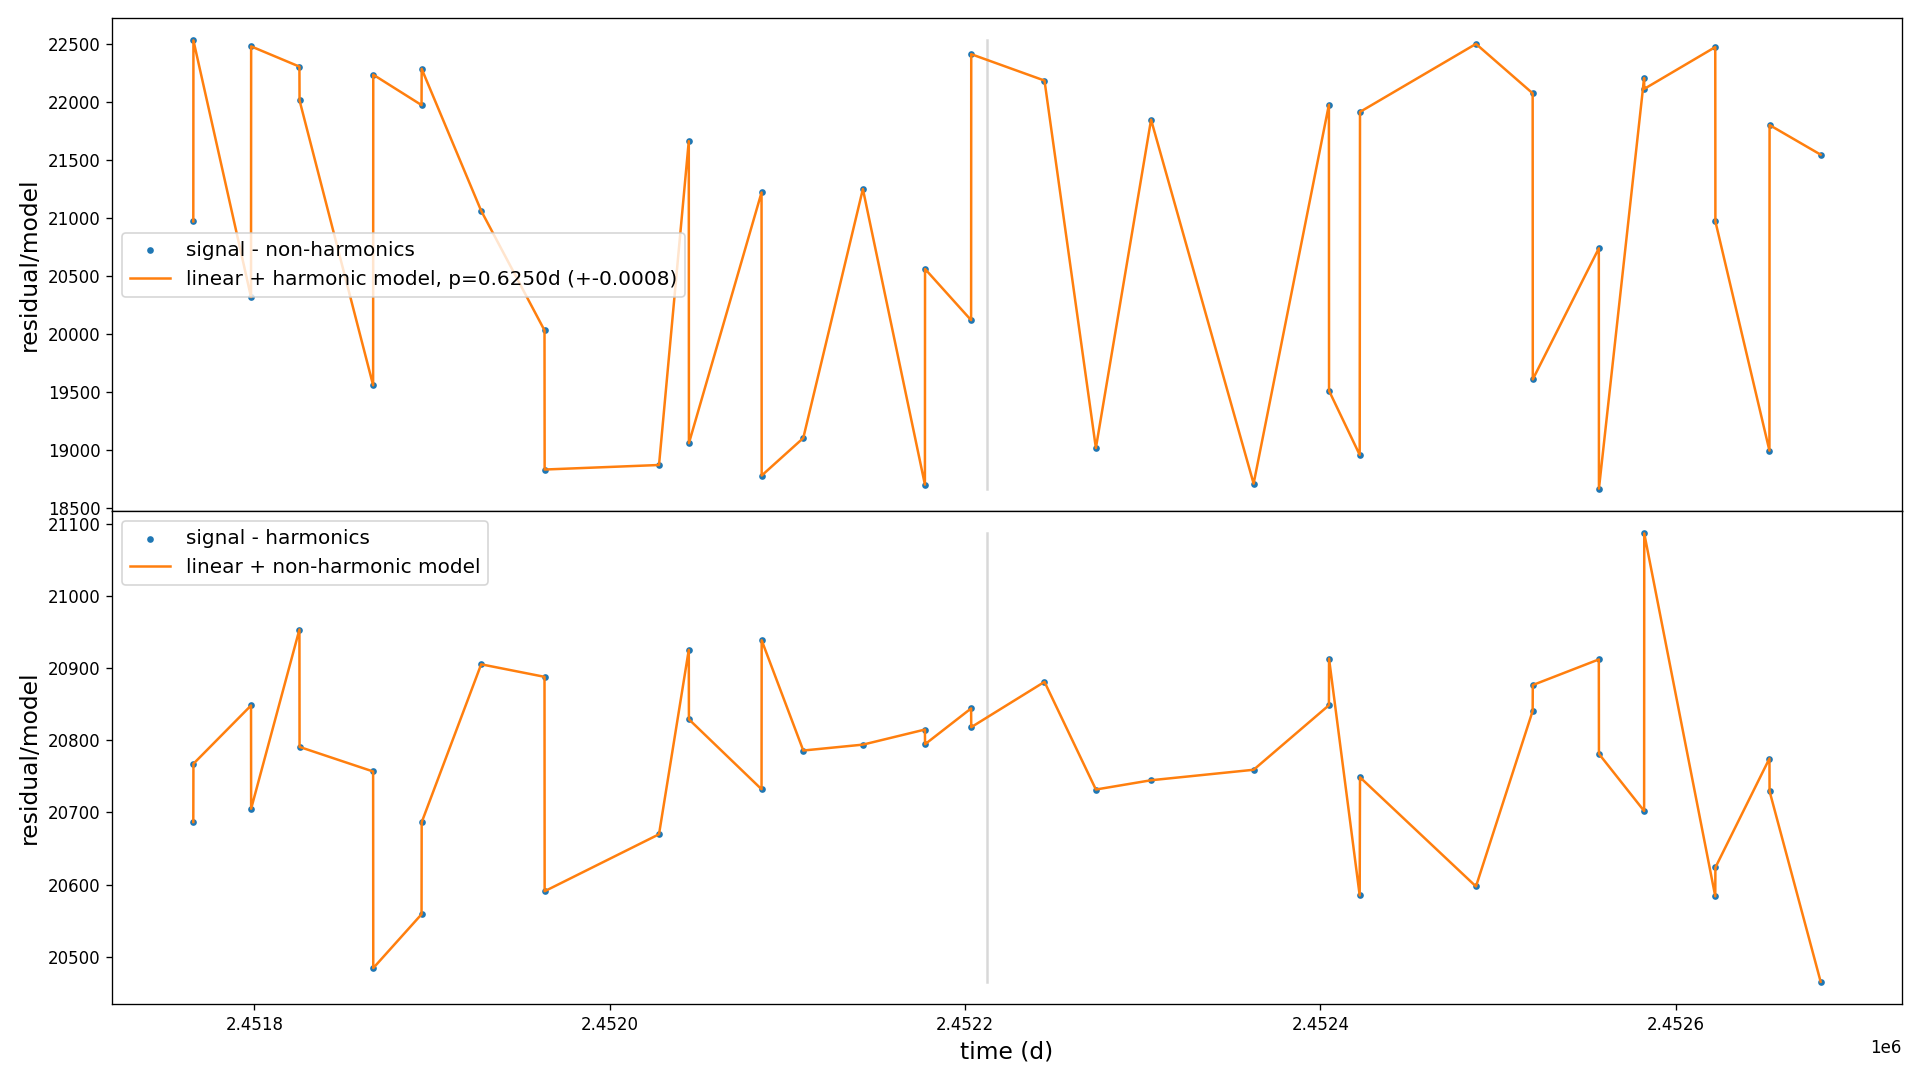 22500
22000
21500
21000
20500
20000
19500
19000
18500
residual/model
signal - non-harmonics
linear + harmonic model, p=0.6250d (+-0.0008)
21100
21000
20900
20800
20700
20600
20500
residual/model
signal - harmonics
linear + non-harmonic model
2.4518 2.4520 2.4522 2.4524 2.4526
time (d)
1e6